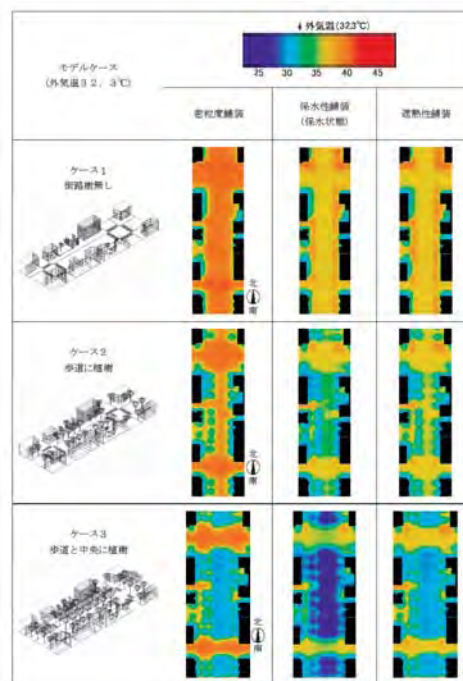 ↓外気温(32.3℃)
モデルケース
(外気温32.3℃)
25 30 35 40 45
密粒度舗装
保水性舗装
(保水状態)
遮熱性舗装
ケース1
街路樹無し
北
南
ケース2
歩道に植樹
北
南
ケース3
歩道と中央に植樹
北
南